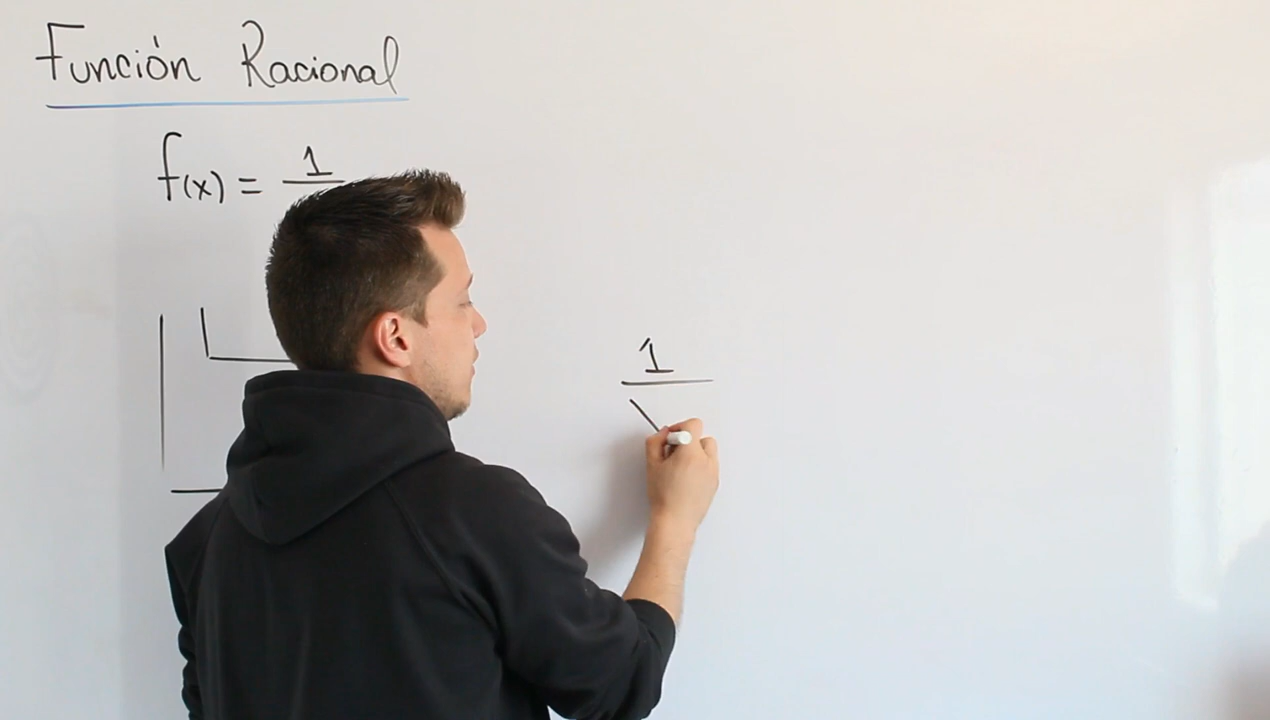 Función Racional
f(x) = 1
1